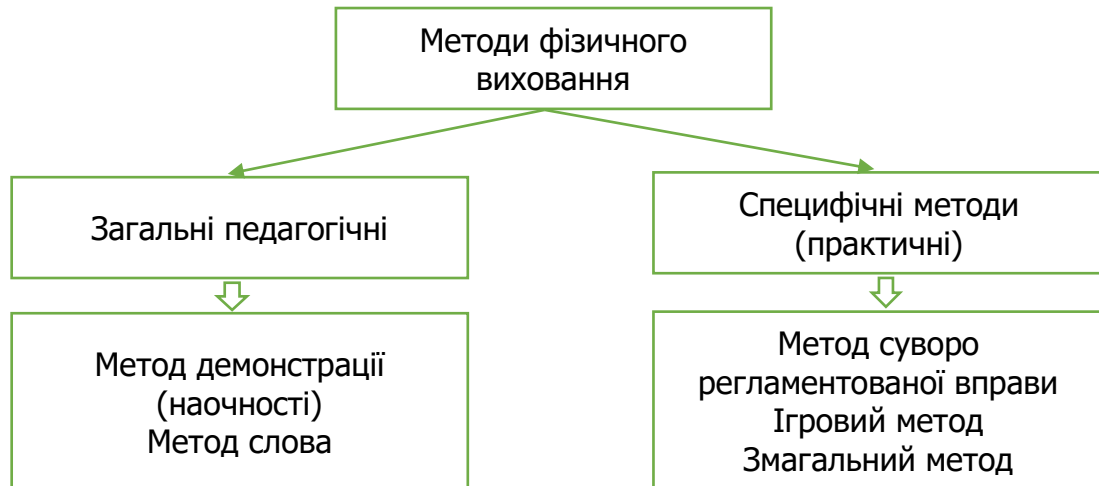 Методи фізичного
виховання
Загальні педагогічні
Специфічні методи
(практичні)
Метод демонстрації
(наочності)
Метод слова
Метод суворо
регламентованої вправи
Ігровий метод
Змагальний метод